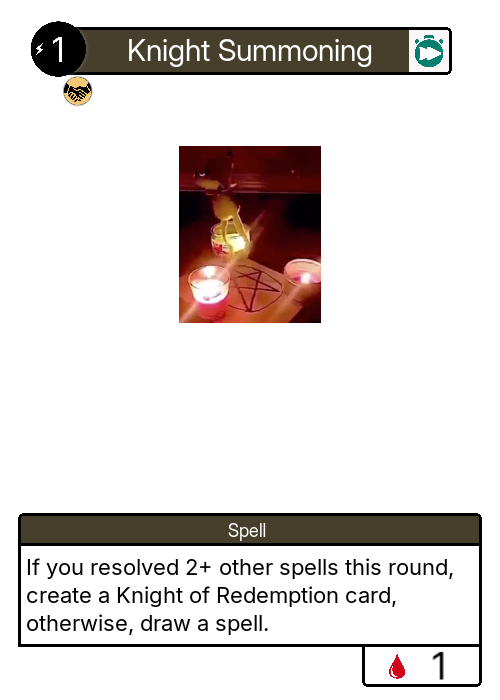 1
Knight Summoning
Spell
If you resolved 2+ other spells this round,
create a Knight of Redemption card,
otherwise, draw a spell.
1